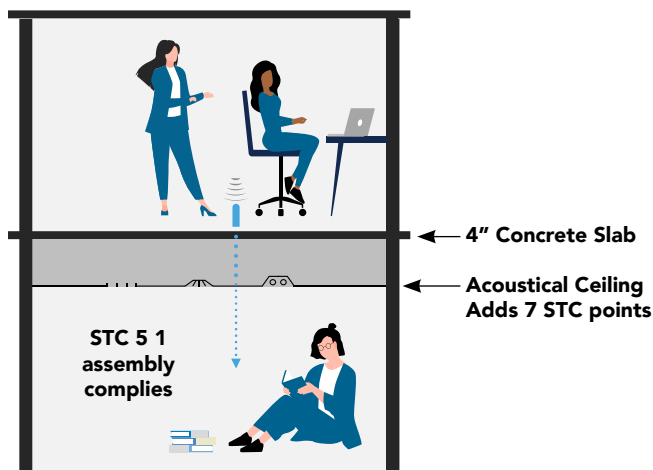 4” Concrete Slab
Acoustical Ceiling
Adds 7 STC points
STC 5 1
assembly
complies